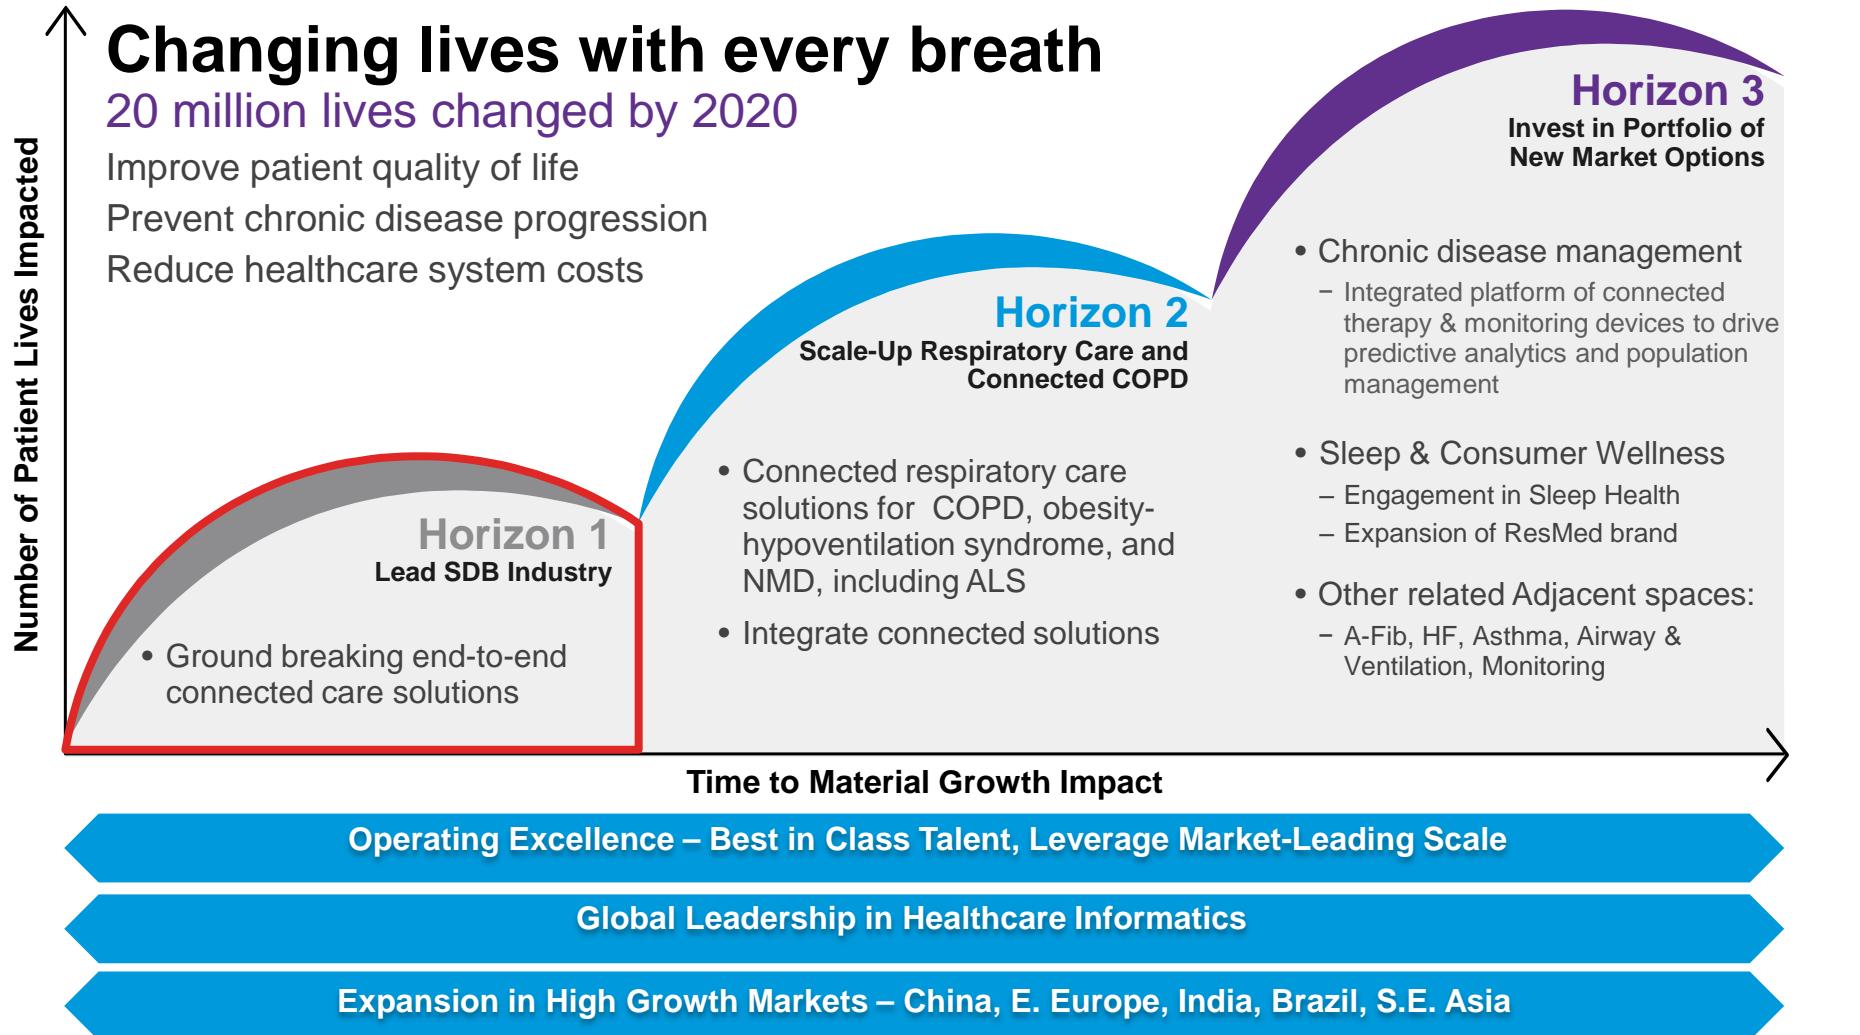 Changing lives with every breath
20 million lives changed by 2020
Improve patient quality of life
Prevent chronic disease progression
Reduce healthcare system costs
Number of Patient Lives Impacted
Horizon 1
Lead SDB Industry
• Ground breaking end-to-end
connected care solutions
Horizon 2
Scale-Up Respiratory Care and
Connected COPD
• Connected respiratory care
solutions for  COPD, obesity-
hypoventilation syndrome, and
NMD, including ALS
• Integrate connected solutions
Horizon 3
Invest in Portfolio of
New Market Options
• Chronic disease management
− Integrated platform of connected
therapy & monitoring devices to drive
predictive analytics and population
management
• Sleep & Consumer Wellness
– Engagement in Sleep Health
– Expansion of ResMed brand
• Other related Adjacent spaces:
− A-Fib, HF, Asthma, Airway &
Ventilation, Monitoring
Time to Material Growth Impact
Operating Excellence – Best in Class Talent, Leverage Market-Leading Scale
Global Leadership in Healthcare Informatics
Expansion in High Growth Markets – China, E. Europe, India, Brazil, S.E. Asia